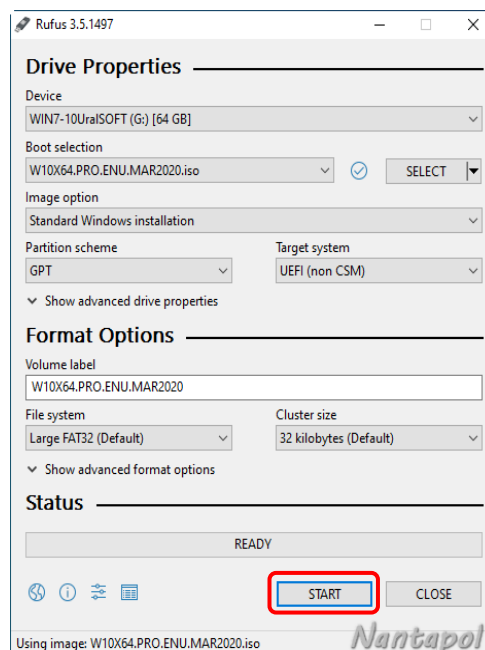 Rufus 3.5.1497
Drive Properties
Device
WIN7-10UralSOFT (G:) [64 GB]
Boot selection
W10X64.PRO.ENU.MAR2020.iso
SELECT
Image option
Standard Windows installation
Partition scheme
Target system
GPT
UEFI (non CSM)
Show advanced drive properties
Format Options
Volume label
W10X64.PRO.ENU.MAR2020
File system
Cluster size
Large FAT32 (Default)
32 kilobytes (Default)
Show advanced format options
Status
READY
START
CLOSE
Using image: W10X64.PRO.ENU.MAR2020.iso
Nantapol